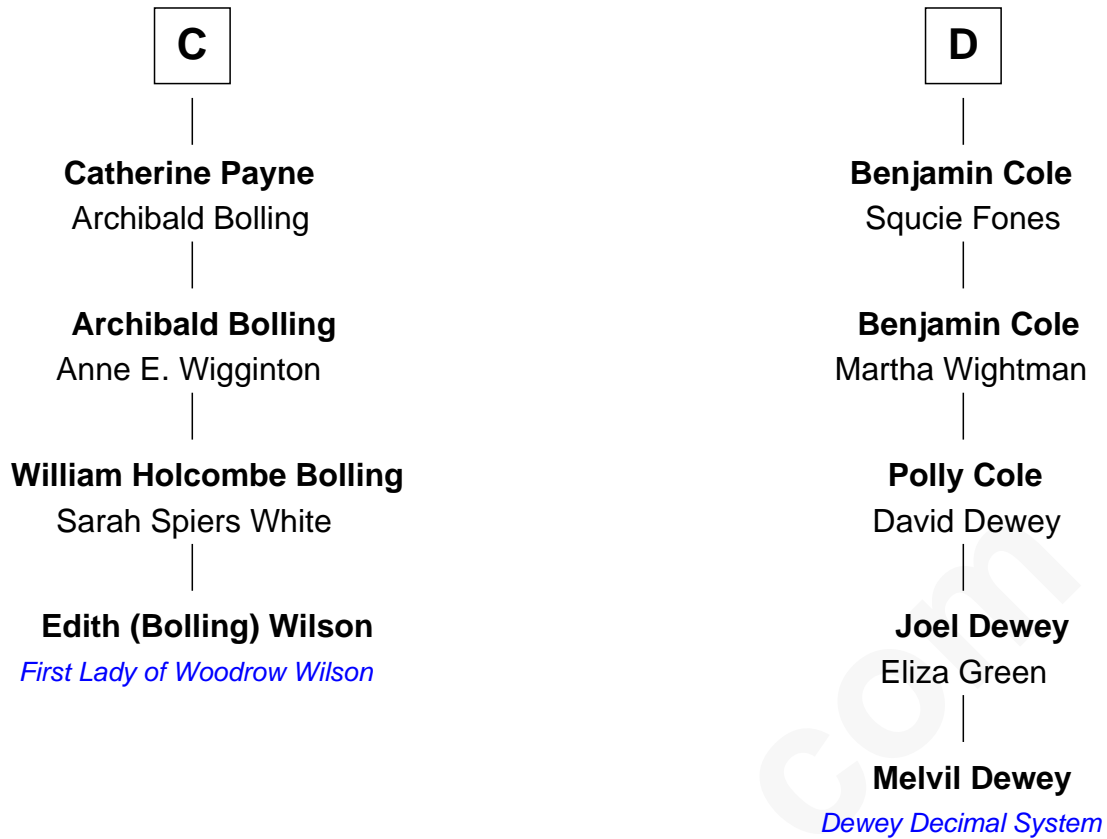 C
Catherine Payne
Archibald Bolling
Archibald Bolling
Anne E. Wigginton
William Holcombe Bolling
Sarah Spiers White
Edith (Bolling) Wilson
First Lady of Woodrow Wilson
D
Benjamin Cole
Squcie Fones
Benjamin Cole
Martha Wightman
Polly Cole
David Dewey
Joel Dewey
Eliza Green
Melvil Dewey
Dewey Decimal System
com